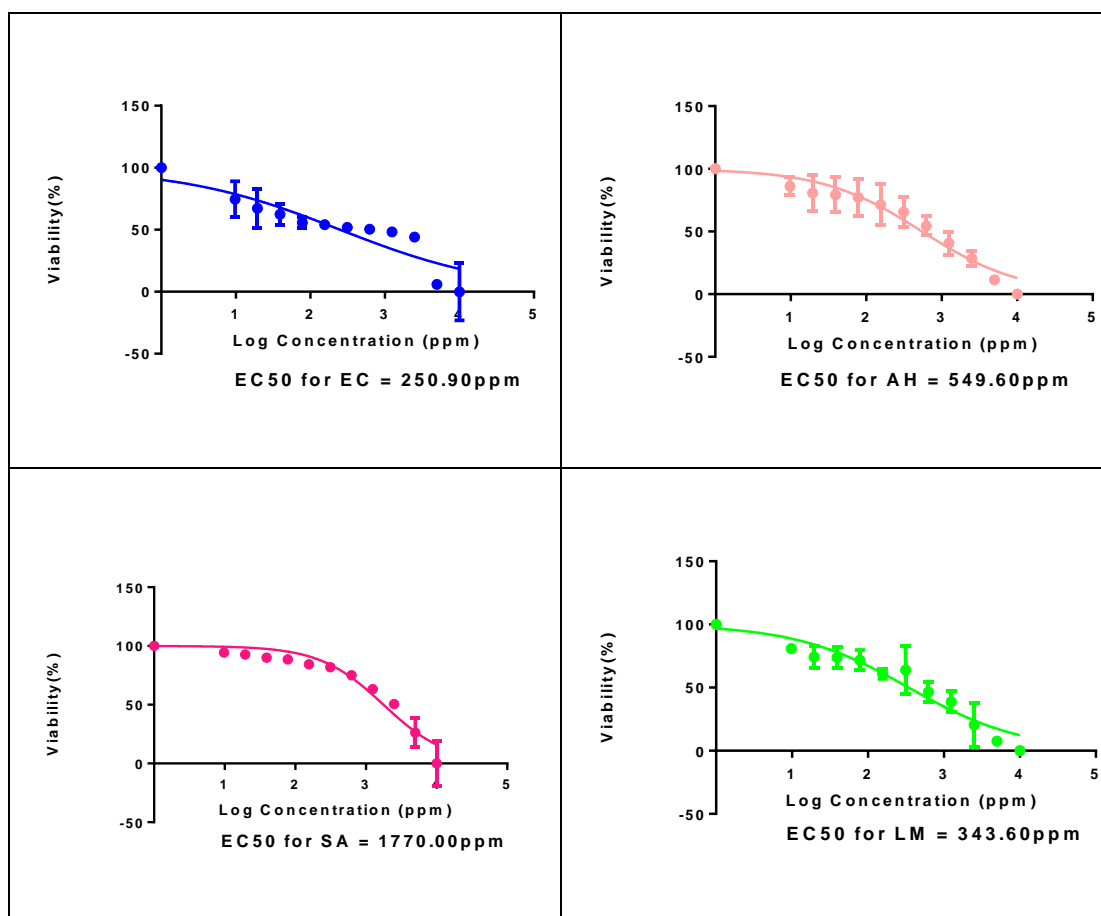 150
100
50
0
-50
Viability(%)
1 2 3 4 5
Log Concentration (ppm)
EC50 for EC = 250.90ppm
150
100
50
0
-50
Viability(%)
1 2 3 4 5
Log Concentration (ppm)
EC50 for AH = 549.60ppm
150
100
50
0
-50
Viability(%)
1 2 3 4 5
Log Concentration (ppm)
EC50 for SA = 1770.00ppm
150
100
50
0
-50
Viability(%)
1 2 3 4 5
Log Concentration (ppm)
EC50 for LM = 343.60ppm